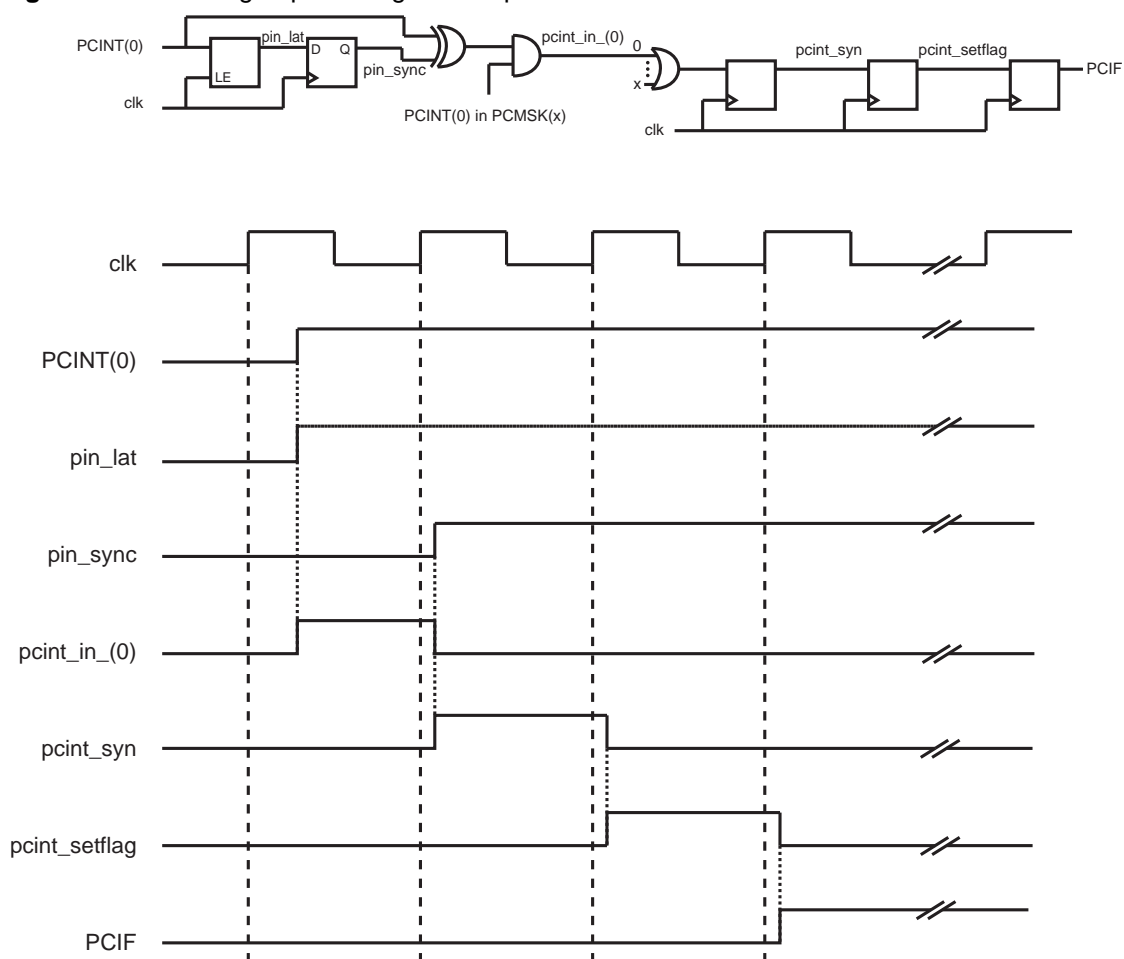 PCINT(0)
pin_lat
D Q
LE
pin_sync
clk
PCINT(0) in PCMSK(x)
pcint_in_(0)
0
x
clk
pcint_syn
pcint_setflag
PCIF
clk
PCINT(0)
pin_lat
pin_sync
pcint_in_(0)
pcint_syn
pcint_setflag
PCIF